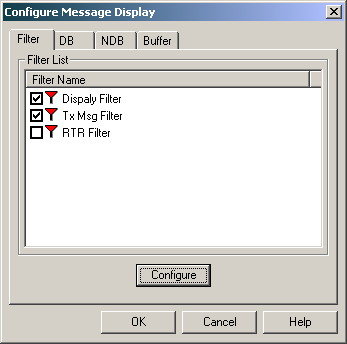 Configure Message Display
Filter DB NDB Buffer
Filter List
Filter Name
Dispaly Filter
Tx Msg Filter
RTR Filter
Configure
OK Cancel Help